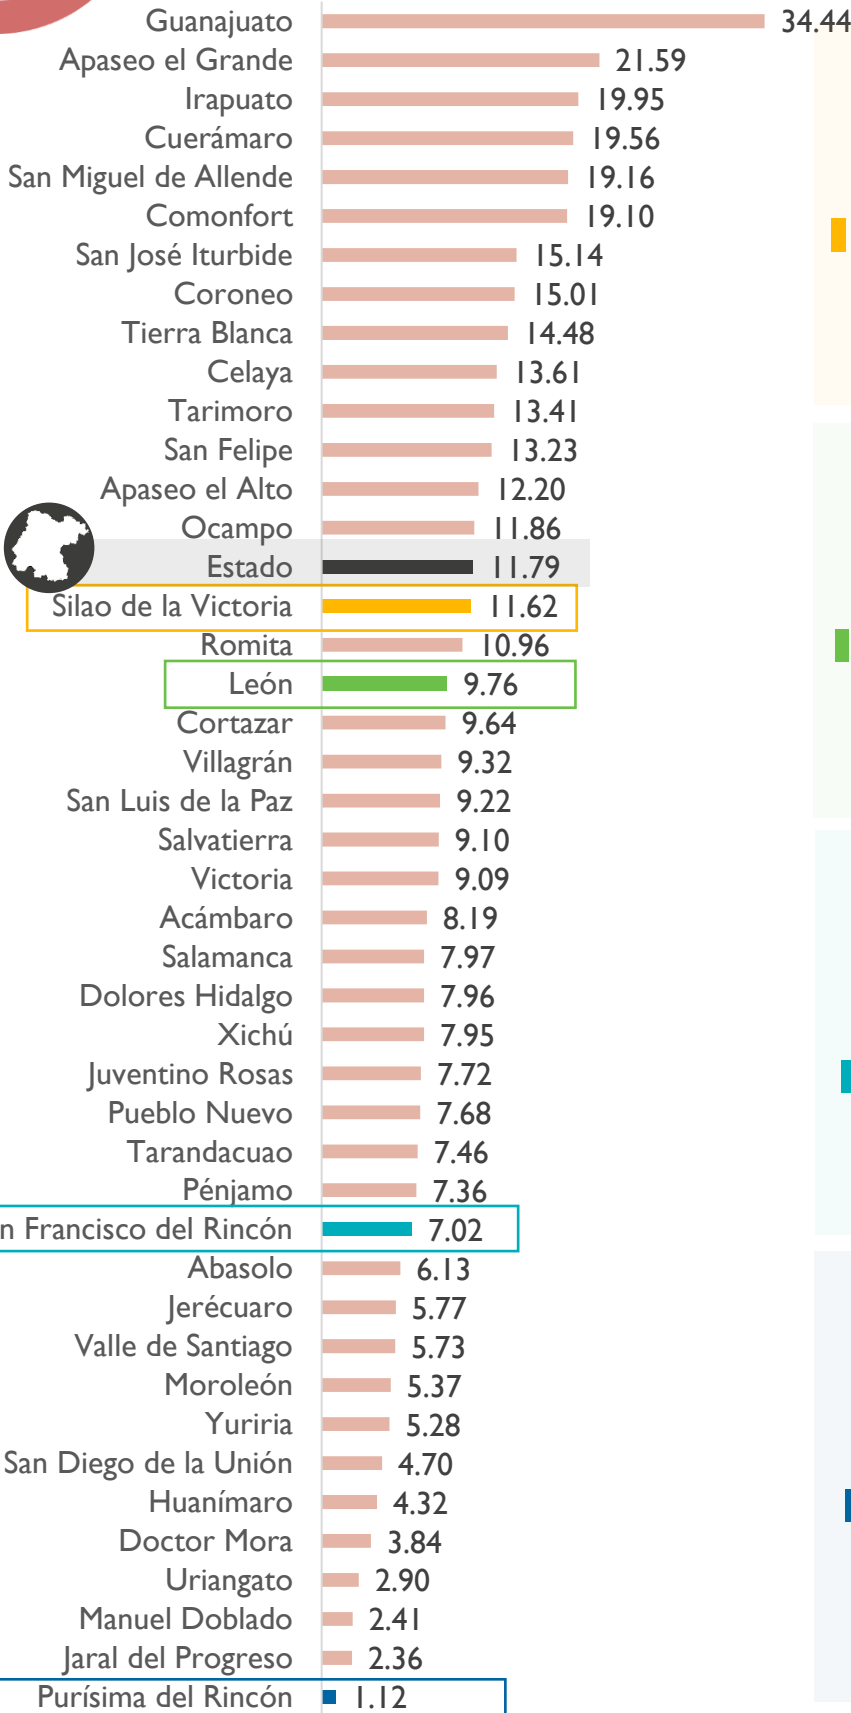 Guanajuato 34.44
Apaseo el Grande 21.59
Irapuato 19.95
Cuerámaro 19.56
San Miguel de Allende 19.16
Comonfort 19.10
San José Iturbide 15.14
Coroneo 15.01
Tierra Blanca 14.48
Celaya 13.61
Tarimoro 13.41
San Felipe 13.23
Apaseo el Alto 12.20
Ocampo 11.86
Estado 11.79
Silao de la Victoria 11.62
Romita 10.96
León 9.76
Cortazar 9.64
Villagrán 9.32
San Luis de la Paz 9.22
Salvatierra 9.10
Victoria 9.09
Acámbaro 8.19
Salamanca 7.97
Dolores Hidalgo 7.96
Xichú 7.95
Juventino Rosas 7.72
Pueblo Nuevo 7.68
Tarandacuao 7.46
Pénjamo 7.36
n Francisco del Rincón 7.02
Abasolo 6.13
Jerécuaro 5.77
Valle de Santiago 5.73
Moroleón 5.37
Yuriria 5.28
San Diego de la Unión 4.70
Huanímaro 4.32
Doctor Mora 3.84
Uriangato 2.90
Manuel Doblado 2.41
Jaral del Progreso 2.36
Purísima del Rincón 1.12